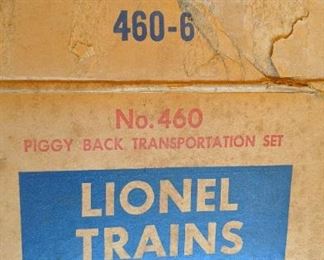 460-6
No. 460
PIGGY BACK TRANSPORTATION SET
LIONEL
TRAINS